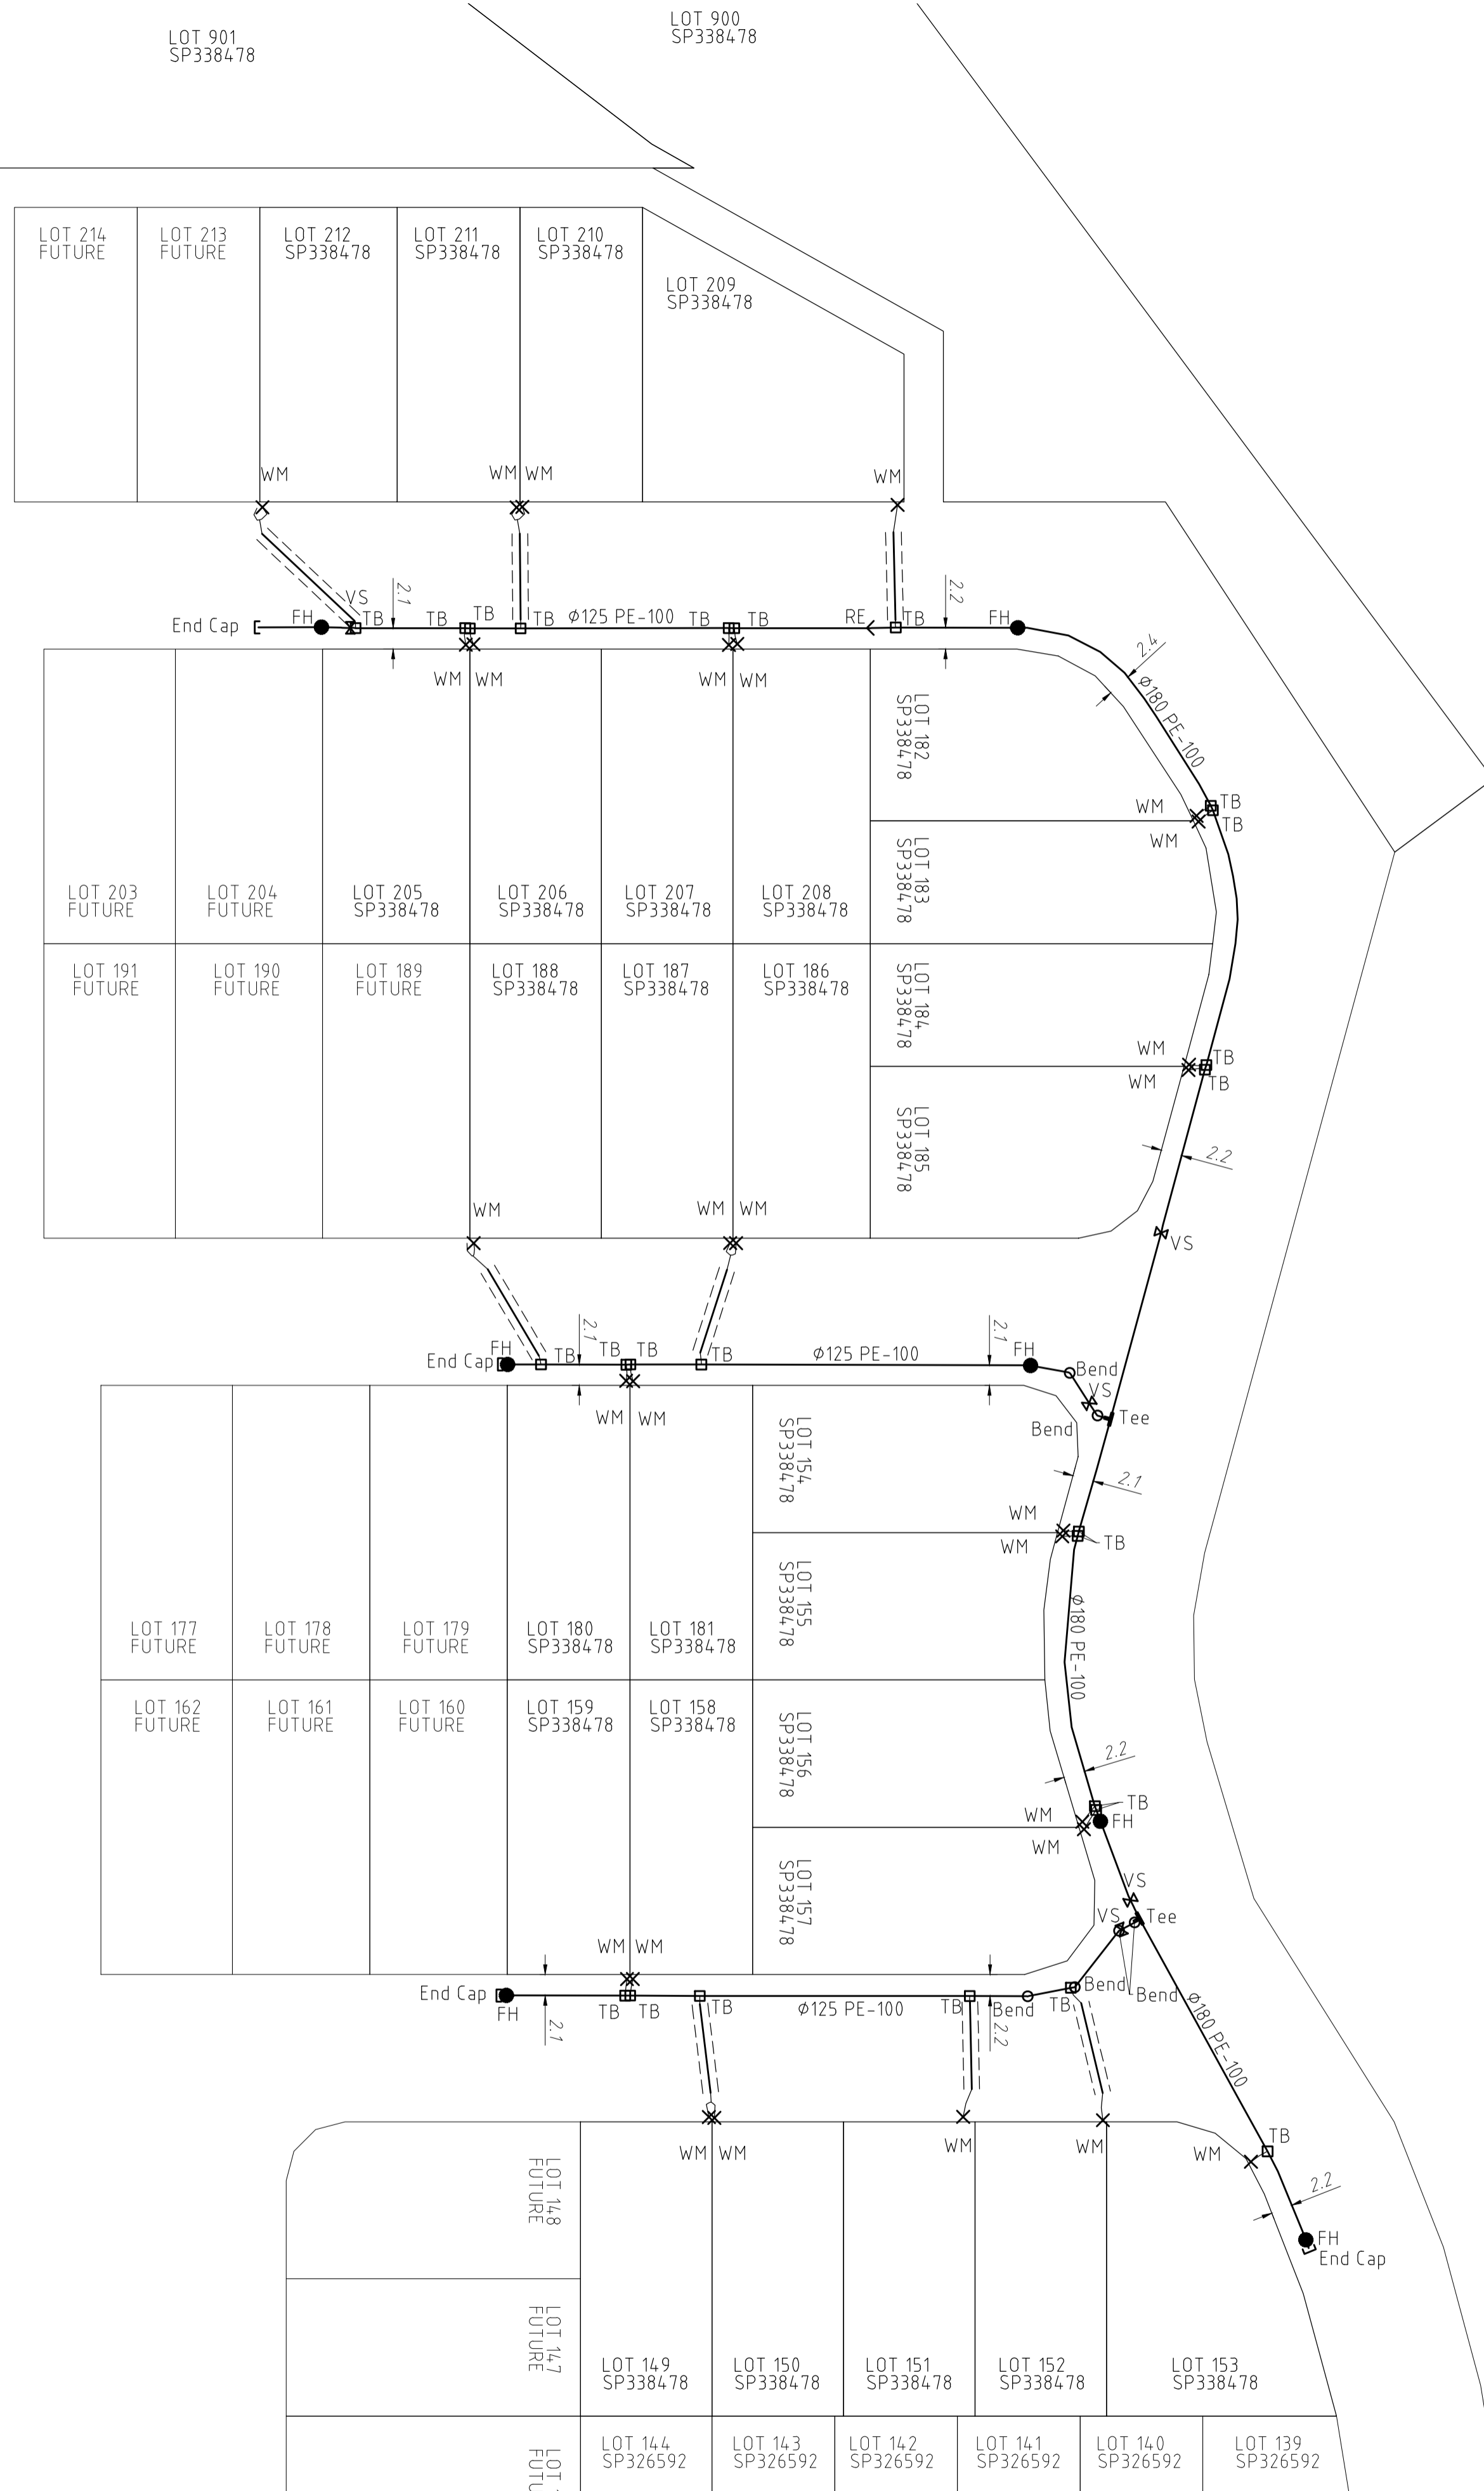 LOT 901
SP338478
LOT 900
SP338478
LOT 214
FUTURE
LOT 213
FUTURE
LOT 212
SP338478
LOT 211
SP338478
LOT 210
SP338478
LOT 209
SP338478
WM
WM
WM
WM
End Cap
FH
VS
TB
2.1
TB
TB
TB
Ø125 PE-100
TB
TB
RE
TB
2.2
FH
2.4
Ø180 PE-100
WM
WM
WM
WM
LOT 182
SP338478
WM
TB
TB
WM
LOT 183
SP338478
LOT 203
FUTURE
LOT 204
FUTURE
LOT 205
SP338478
LOT 206
SP338478
LOT 207
SP338478
LOT 208
SP338478
LOT 191
FUTURE
LOT 190
FUTURE
LOT 189
FUTURE
LOT 188
SP338478
LOT 187
SP338478
LOT 186
SP338478
LOT 184
SP338478
WM
TB
WM
TB
LOT 185
SP338478
2.2
WM
WM
WM
VS
End Cap
FH
TB
2.1
TB
TB
TB
Ø125 PE-100
2.1
FH
Bend
VS
Bend
Tee
WM
WM
LOT 154
SP338478
2.1
WM
WM
TB
LOT 155
SP338478
Ø180 PE-100
LOT 177
FUTURE
LOT 178
FUTURE
LOT 179
FUTURE
LOT 180
SP338478
LOT 181
SP338478
LOT 162
FUTURE
LOT 161
FUTURE
LOT 160
FUTURE
LOT 159
SP338478
LOT 158
SP338478
LOT 156
SP338478
2.2
WM
TB
FH
WM
LOT 157
SP338478
VS
VS
Tee
WM
WM
End Cap
FH
2.1
TB
TB
TB
Ø125 PE-100
TB
2.2
Bend
TB
Bend
Bend
Ø180 PE-100
WM
WM
WM
WM
WM
TB
2.2
FH
End Cap
LOT 148
FUTURE
LOT 147
FUTURE
LOT 149
SP338478
LOT 150
SP338478
LOT 151
SP338478
LOT 152
SP338478
LOT 153
SP338478
LOT
LOT 144
SP326592
LOT 143
SP326592
LOT 142
SP326592
LOT 141
SP326592
LOT 140
SP326592
LOT 139
SP326592